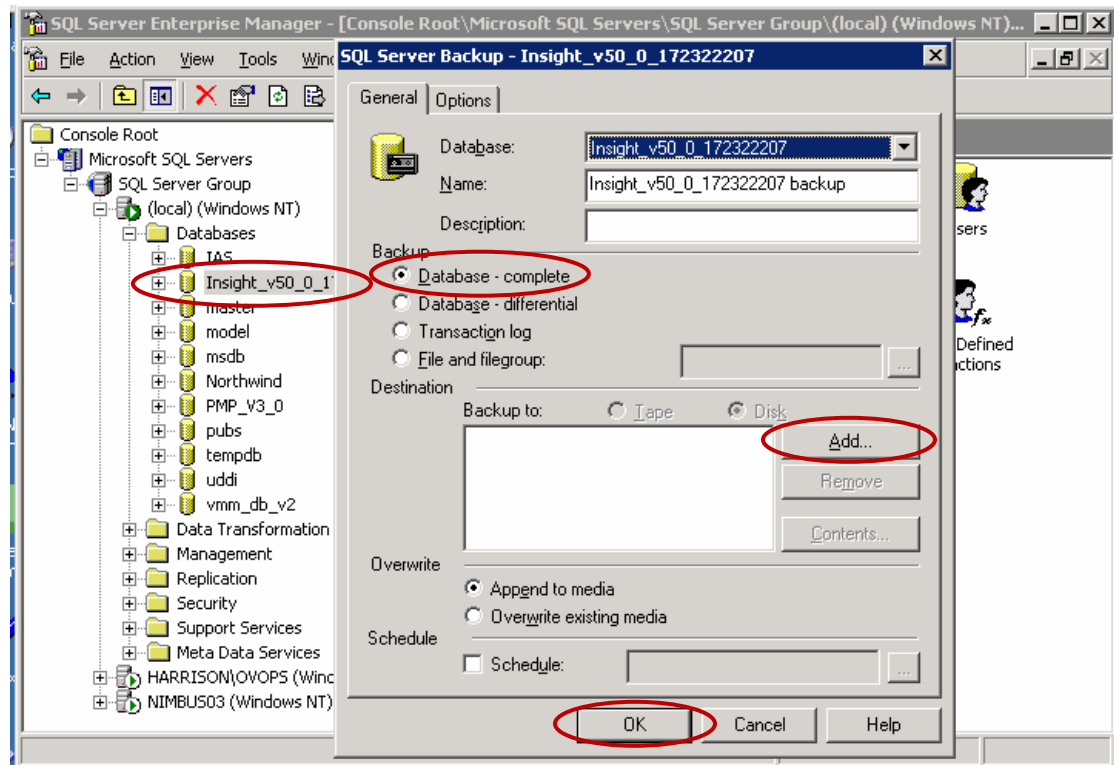 SQL Server Enterprise Manager - [Console Root\Microsoft SQL Servers\SQL Server Group\(local) (Windows NT)...
File Action View Tools
SQL Server Backup - Insight_v50_0_172322207
General Options
Console Root
Microsoft SQL Servers
SQL Server Group
(local) (Windows NT)
Databases
IAS
Insight_v50_0_1
master
model
msdb
Northwind
PMP_V3_0
pubs
tempdb
uddi
vmm_db_v2
Data Transformation
Management
Replication
Security
Support Services
Meta Data Services
HARRISON\OVOPS (Winc
NIMBUS03 (Windows NT)
Database: Insight_v50_0_172322207
Name: Insight_v50_0_172322207 backup
Description:
Backup
Database - complete
Database - differential
Transaction log
File and filegroup: ...
Destination
Backup to: Tape Disk
Add...
Remove
Contents...
Overwrite
Append to media
Overwrite existing media
Schedule
Schedule: ...
OK Cancel Help
sers
Defined
ctions